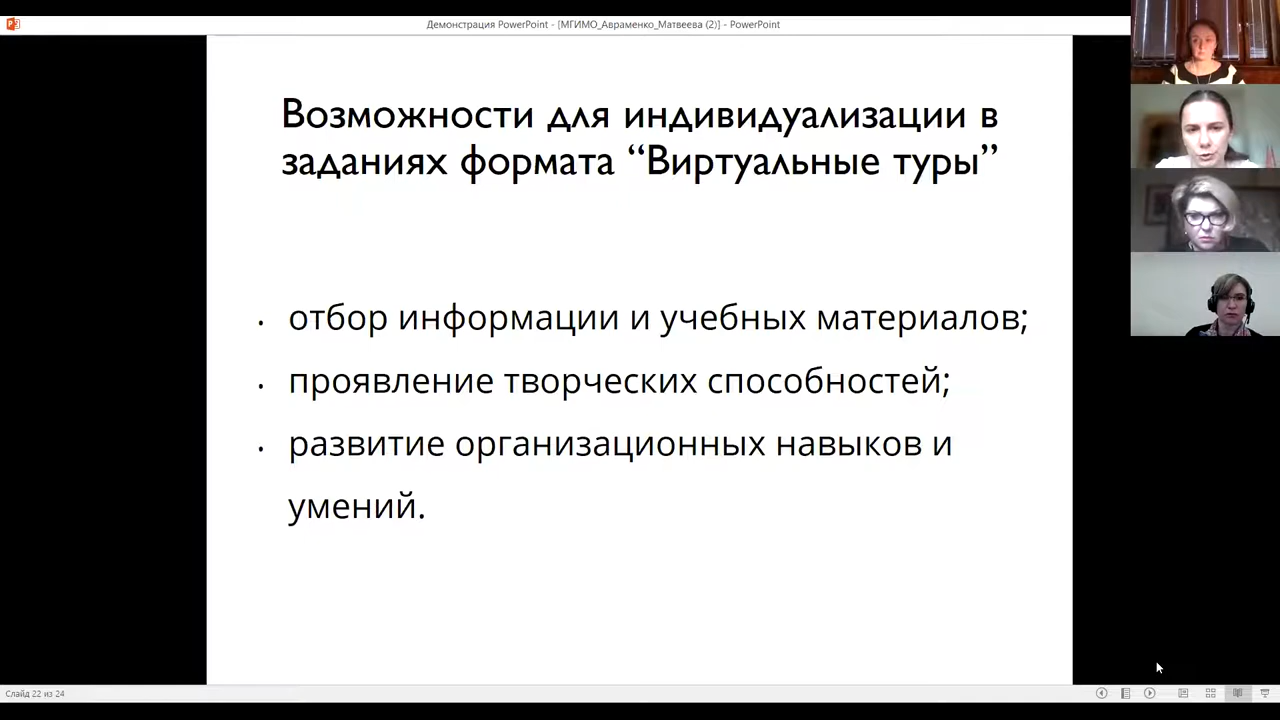 Демонстрация PowerPoint - [МГИМО_Авраменко_Матвеева (2)] - PowerPoint
Возможности для индивидуализации в
заданиях формата “Виртуальные туры”
• отбор информации и учебных материалов;
• проявление творческих способностей;
• развитие организационных навыков и
умений.
Слайд 22 из 24